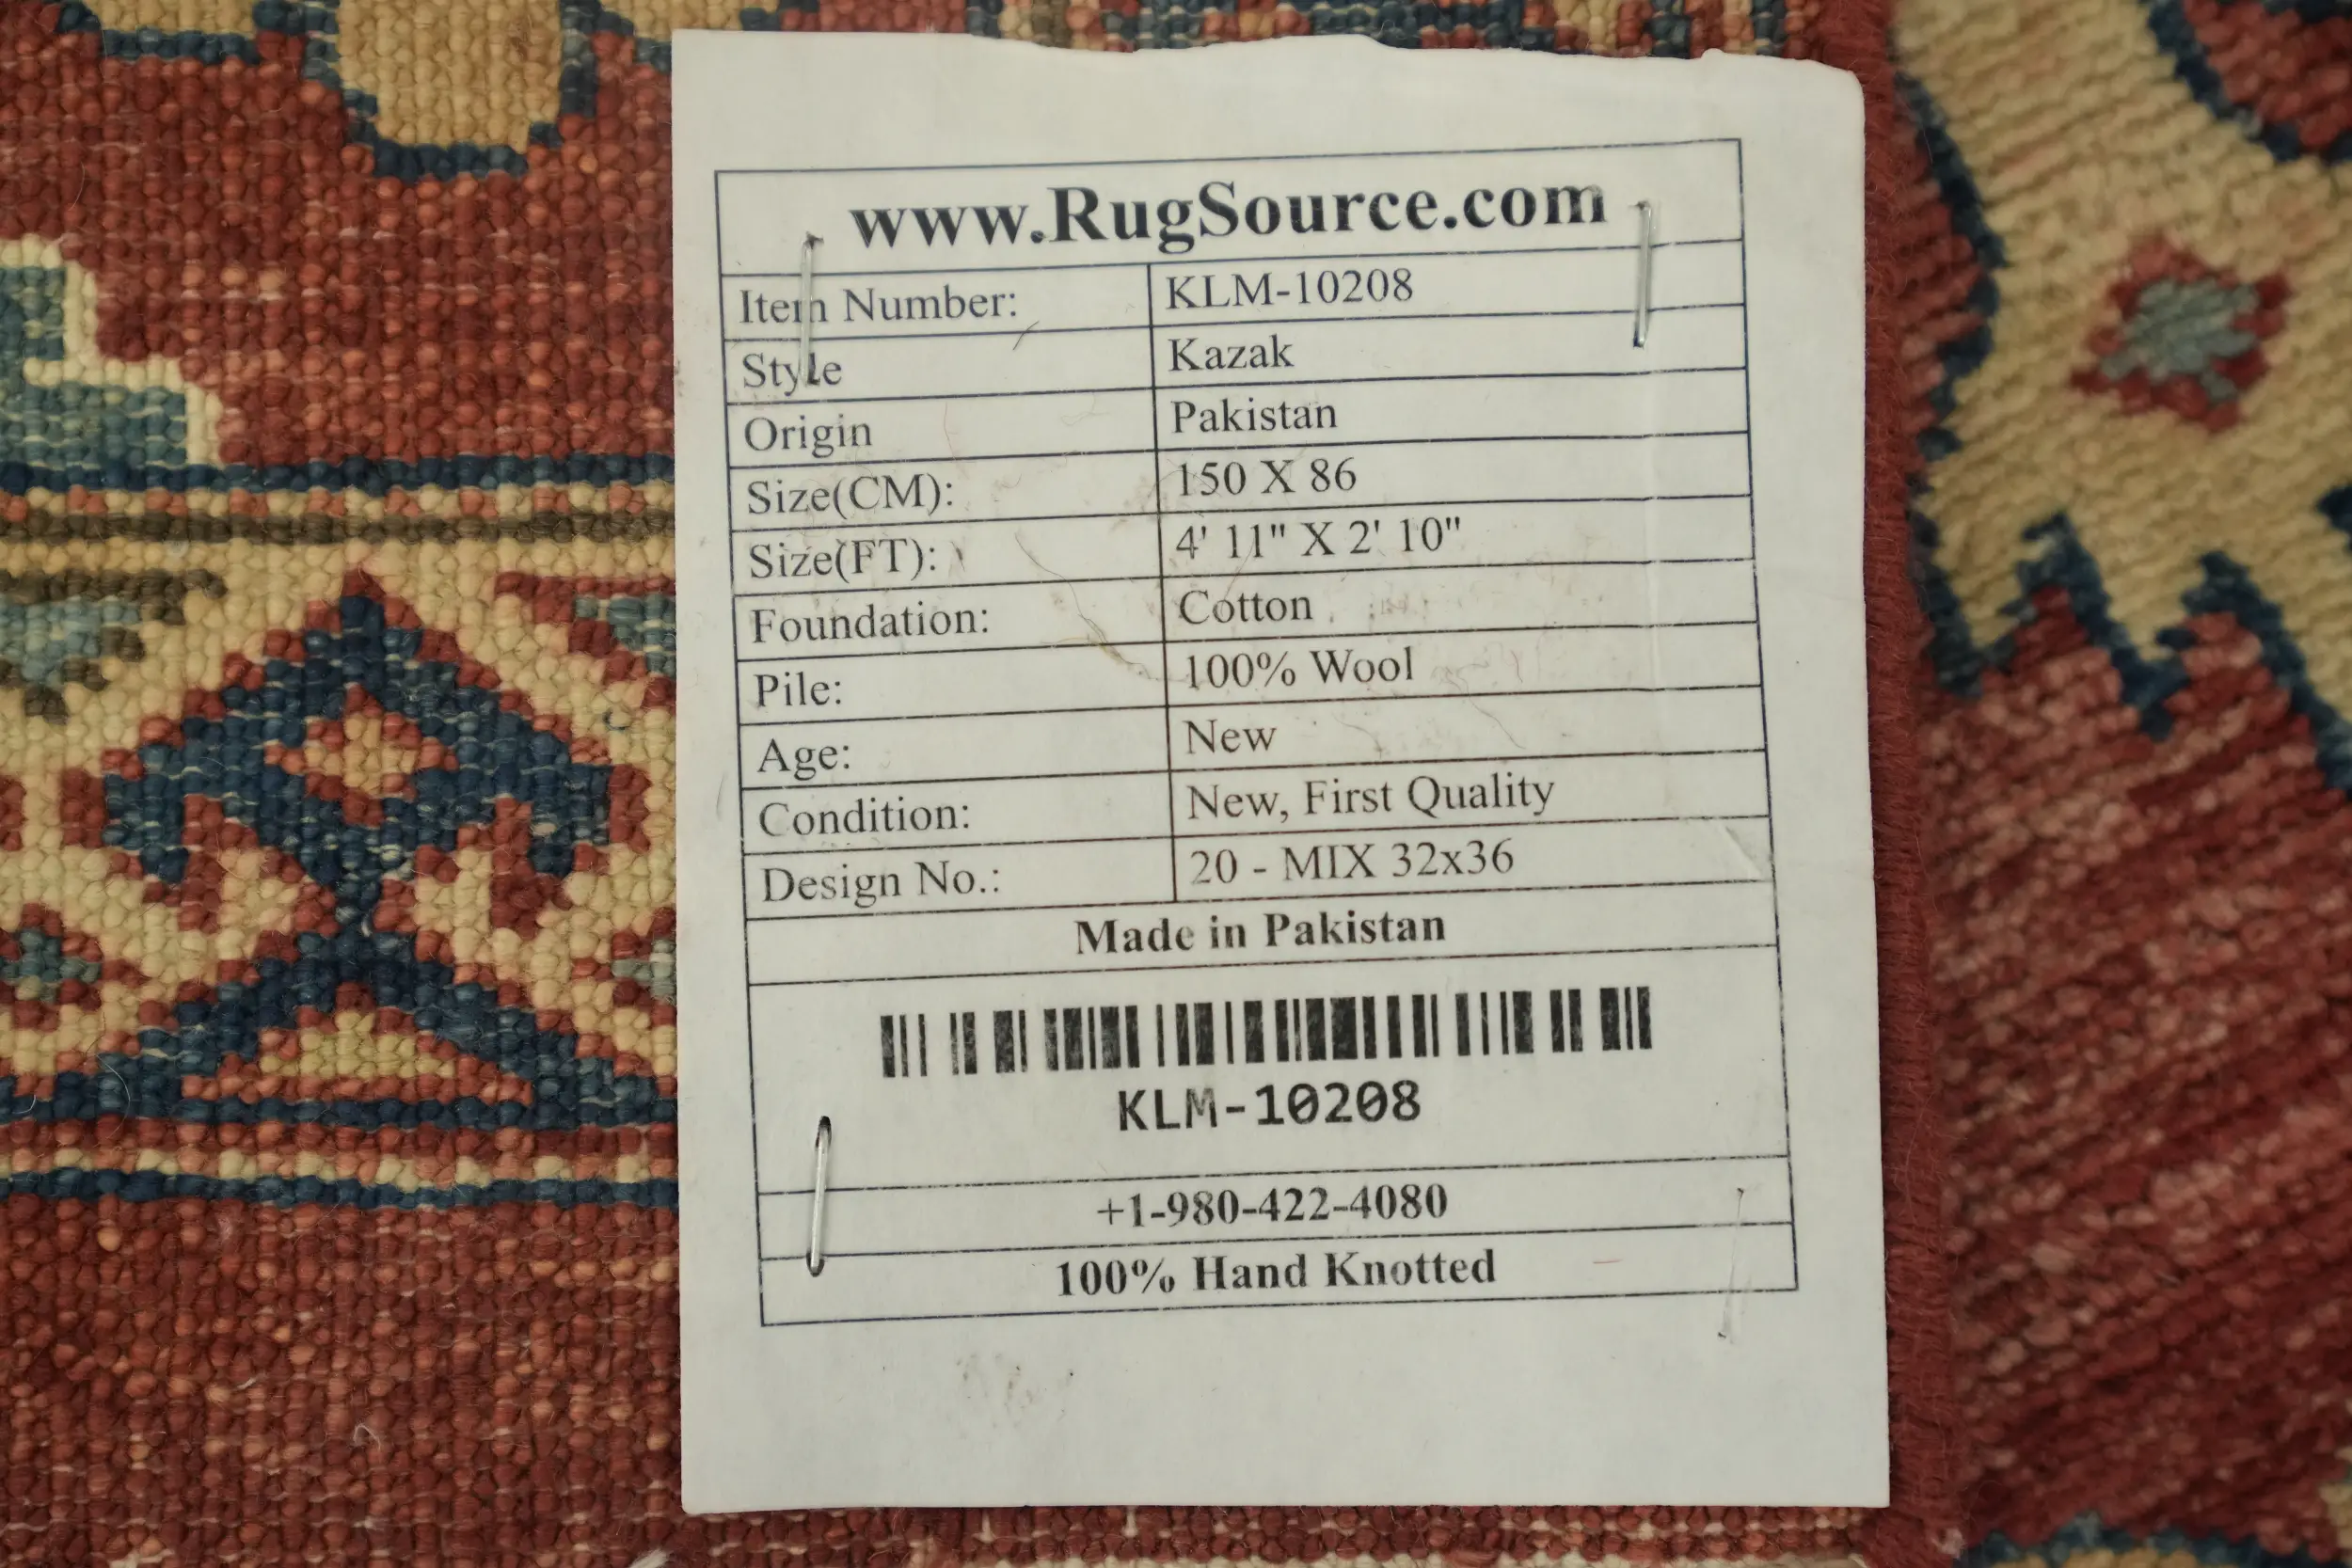 www.RugSource.com
Item Number: KLM-10208
Style Kazak
Origin Pakistan
Size(CM): 150 X 86
Size(FT): 4' 11" X 2' 10"
Foundation: Cotton
Pile: 100% Wool
Age: New
Condition: New, First Quality
Design No.: 20 - MIX 32x36
Made in Pakistan
KLM-10208
+1-980-422-4080
100% Hand Knotted